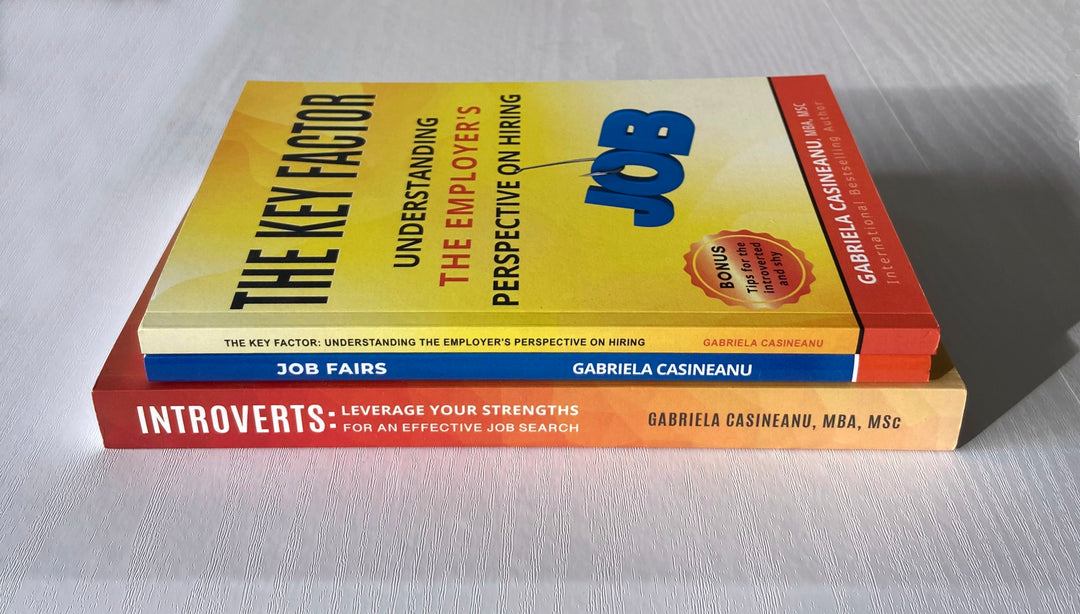 THE KEY FACTOR
UNDERSTANDING
THE EMPLOYER'S
PERSPECTIVE ON HIRING
JOB
BONUS
Tips for the
introverted
and shy
GABRIELA CASINEANU, MBA, MSc
International Bestselling Author
THE KEY FACTOR: UNDERSTANDING THE EMPLOYER'S PERSPECTIVE ON HIRING
GABRIELA CASINEANU
JOB FAIRS
GABRIELA CASINEANU
INTROVERTS:
LEVERAGE YOUR STRENGTHS
FOR AN EFFECTIVE JOB SEARCH
GABRIELA CASINEANU, MBA, MSc